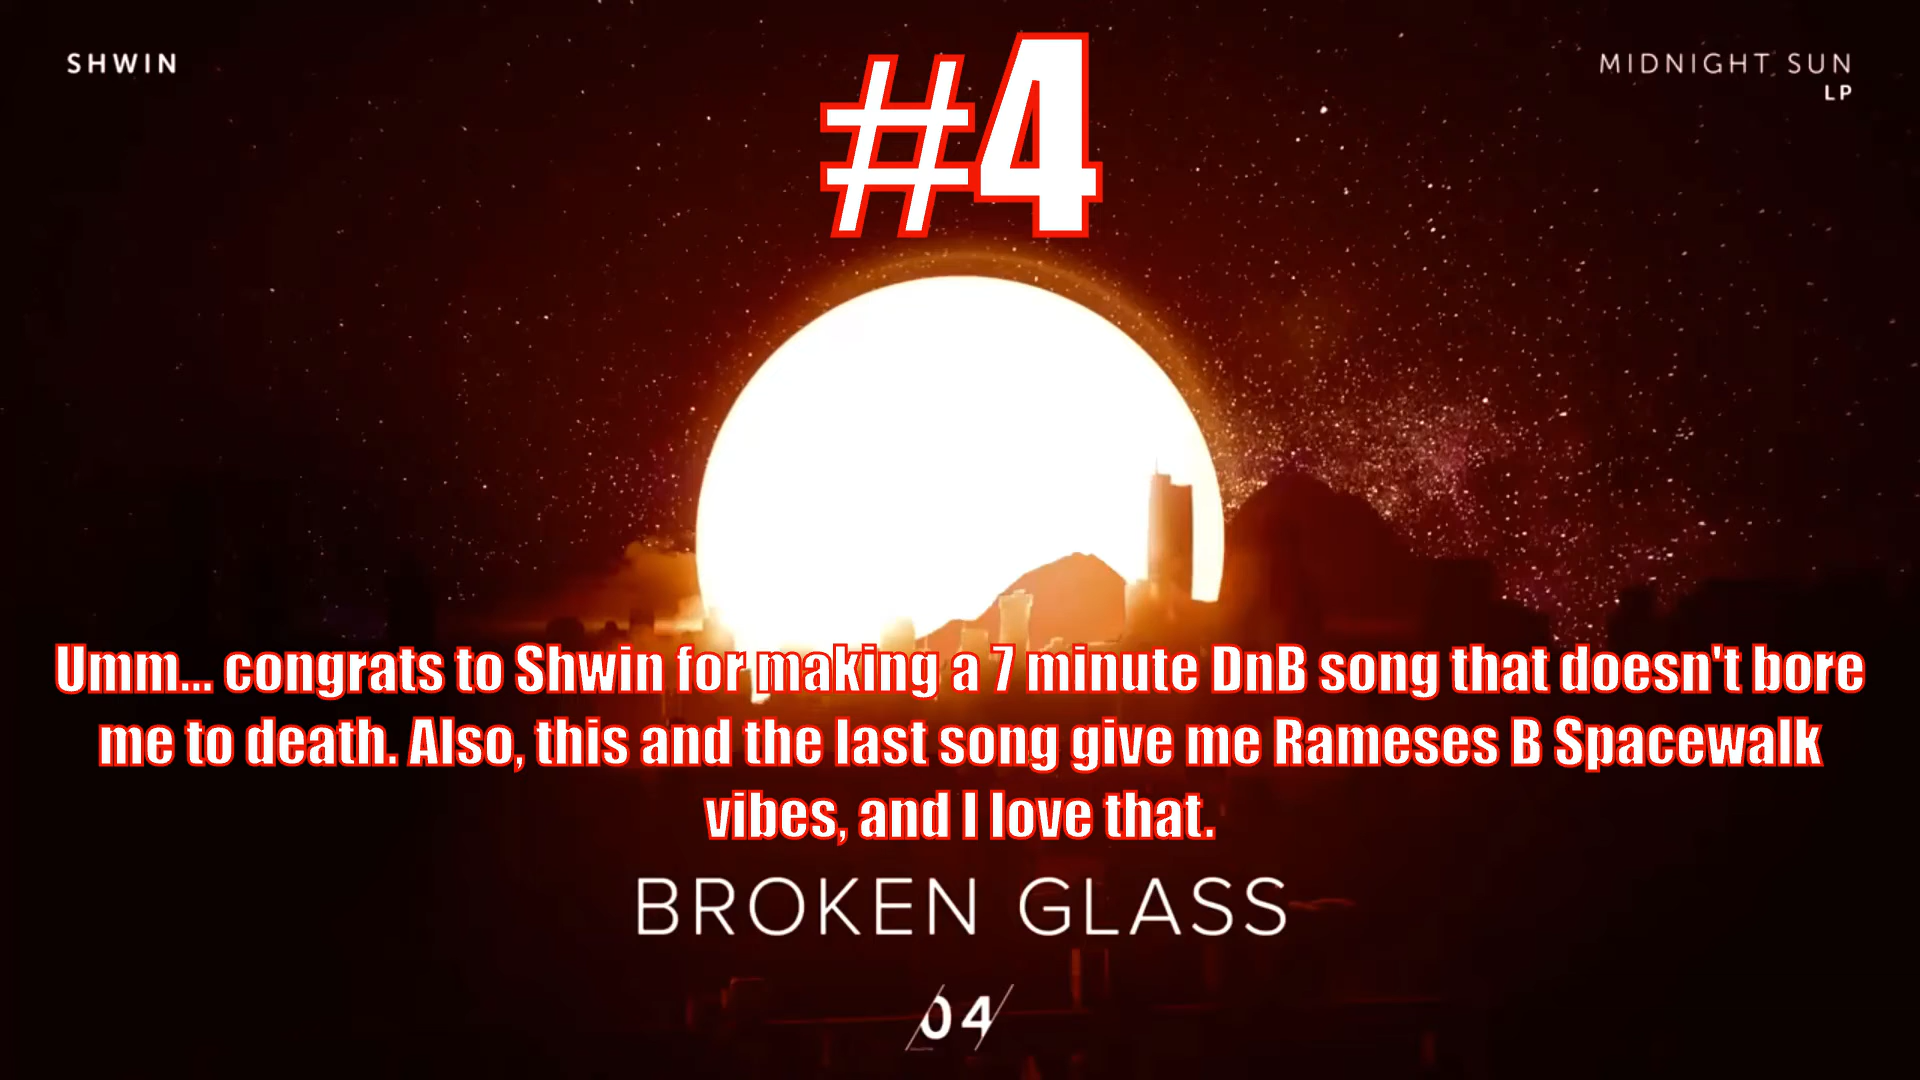 SHWIN
MIDNIGHT SUN
LP
#4
Umm... congrats to Shwin for making a 7 minute DnB song that doesn't bore
me to death. Also, this and the last song give me Rameses B Spacewalk
vibes, and I love that.
BROKEN GLASS
04